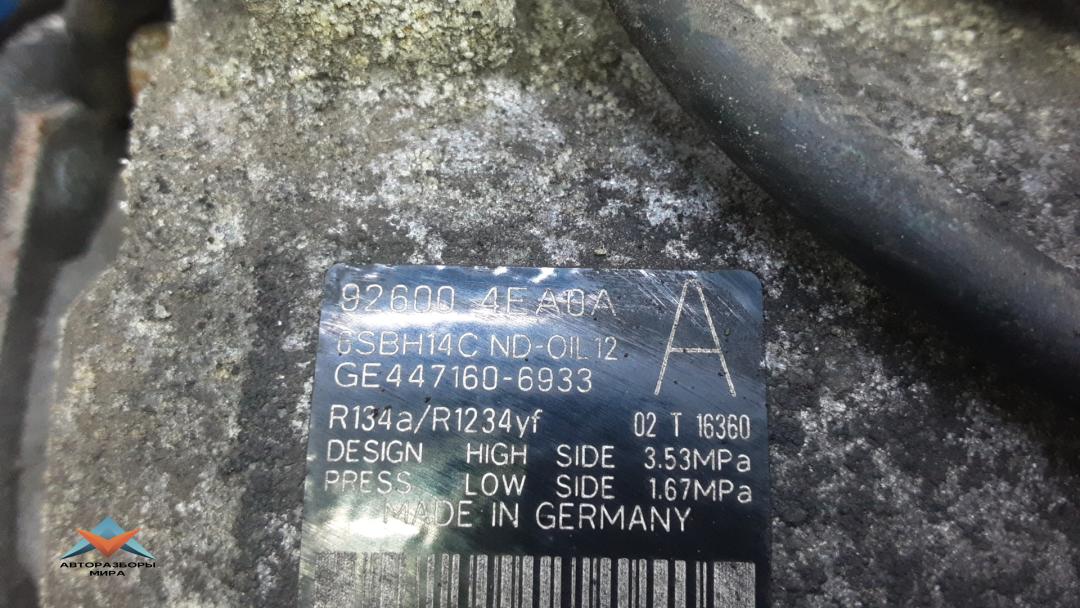 92600 4EA0A A
6SBH14C ND-OIL12
GE447160-6933
R134a/R1234yf 02 T 16360
DESIGN HIGH SIDE 3.53MPa
PRESS LOW SIDE 1.67MPa
MADE IN GERMANY
АВТОРАЗБОРЫ
МИРА